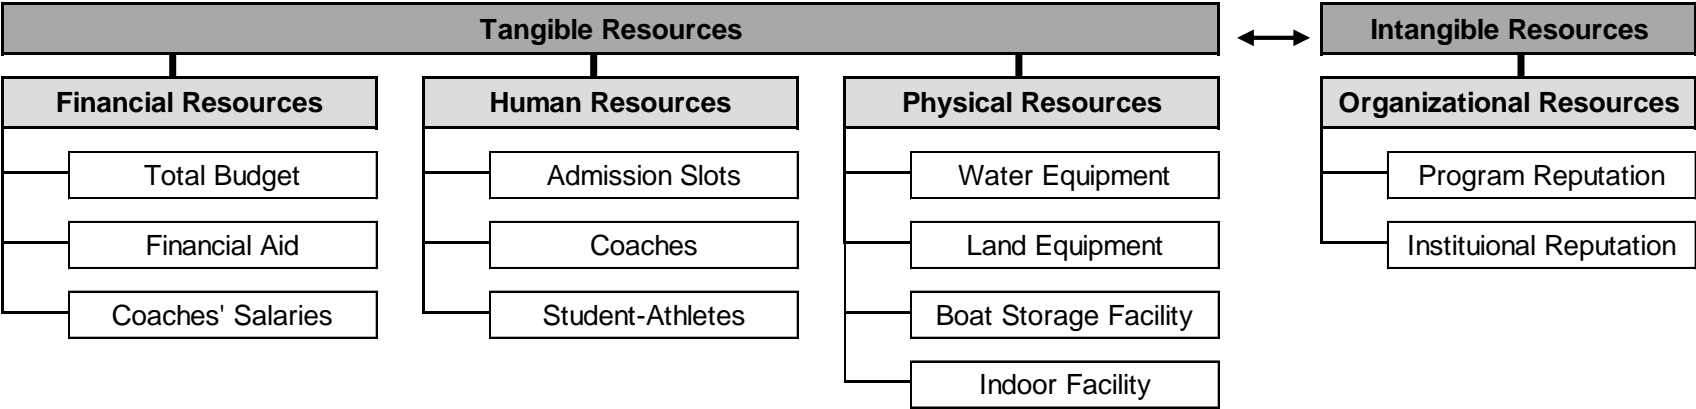 Tangible Resources
Intangible Resources
Financial Resources
Human Resources
Physical Resources
Organizational Resources
Total Budget
Admission Slots
Water Equipment
Program Reputation
Financial Aid
Coaches
Land Equipment
Instituional Reputation
Coaches' Salaries
Student-Athletes
Boat Storage Facility
Indoor Facility